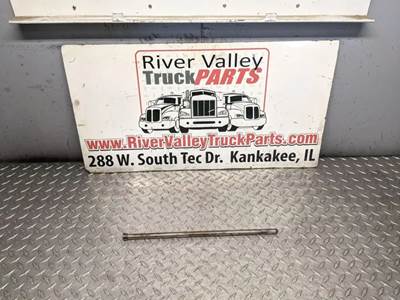 River Valley
TruckPARTS
www.RiverValleyTruckParts.com
288 W. South Tec Dr. Kankakee, IL